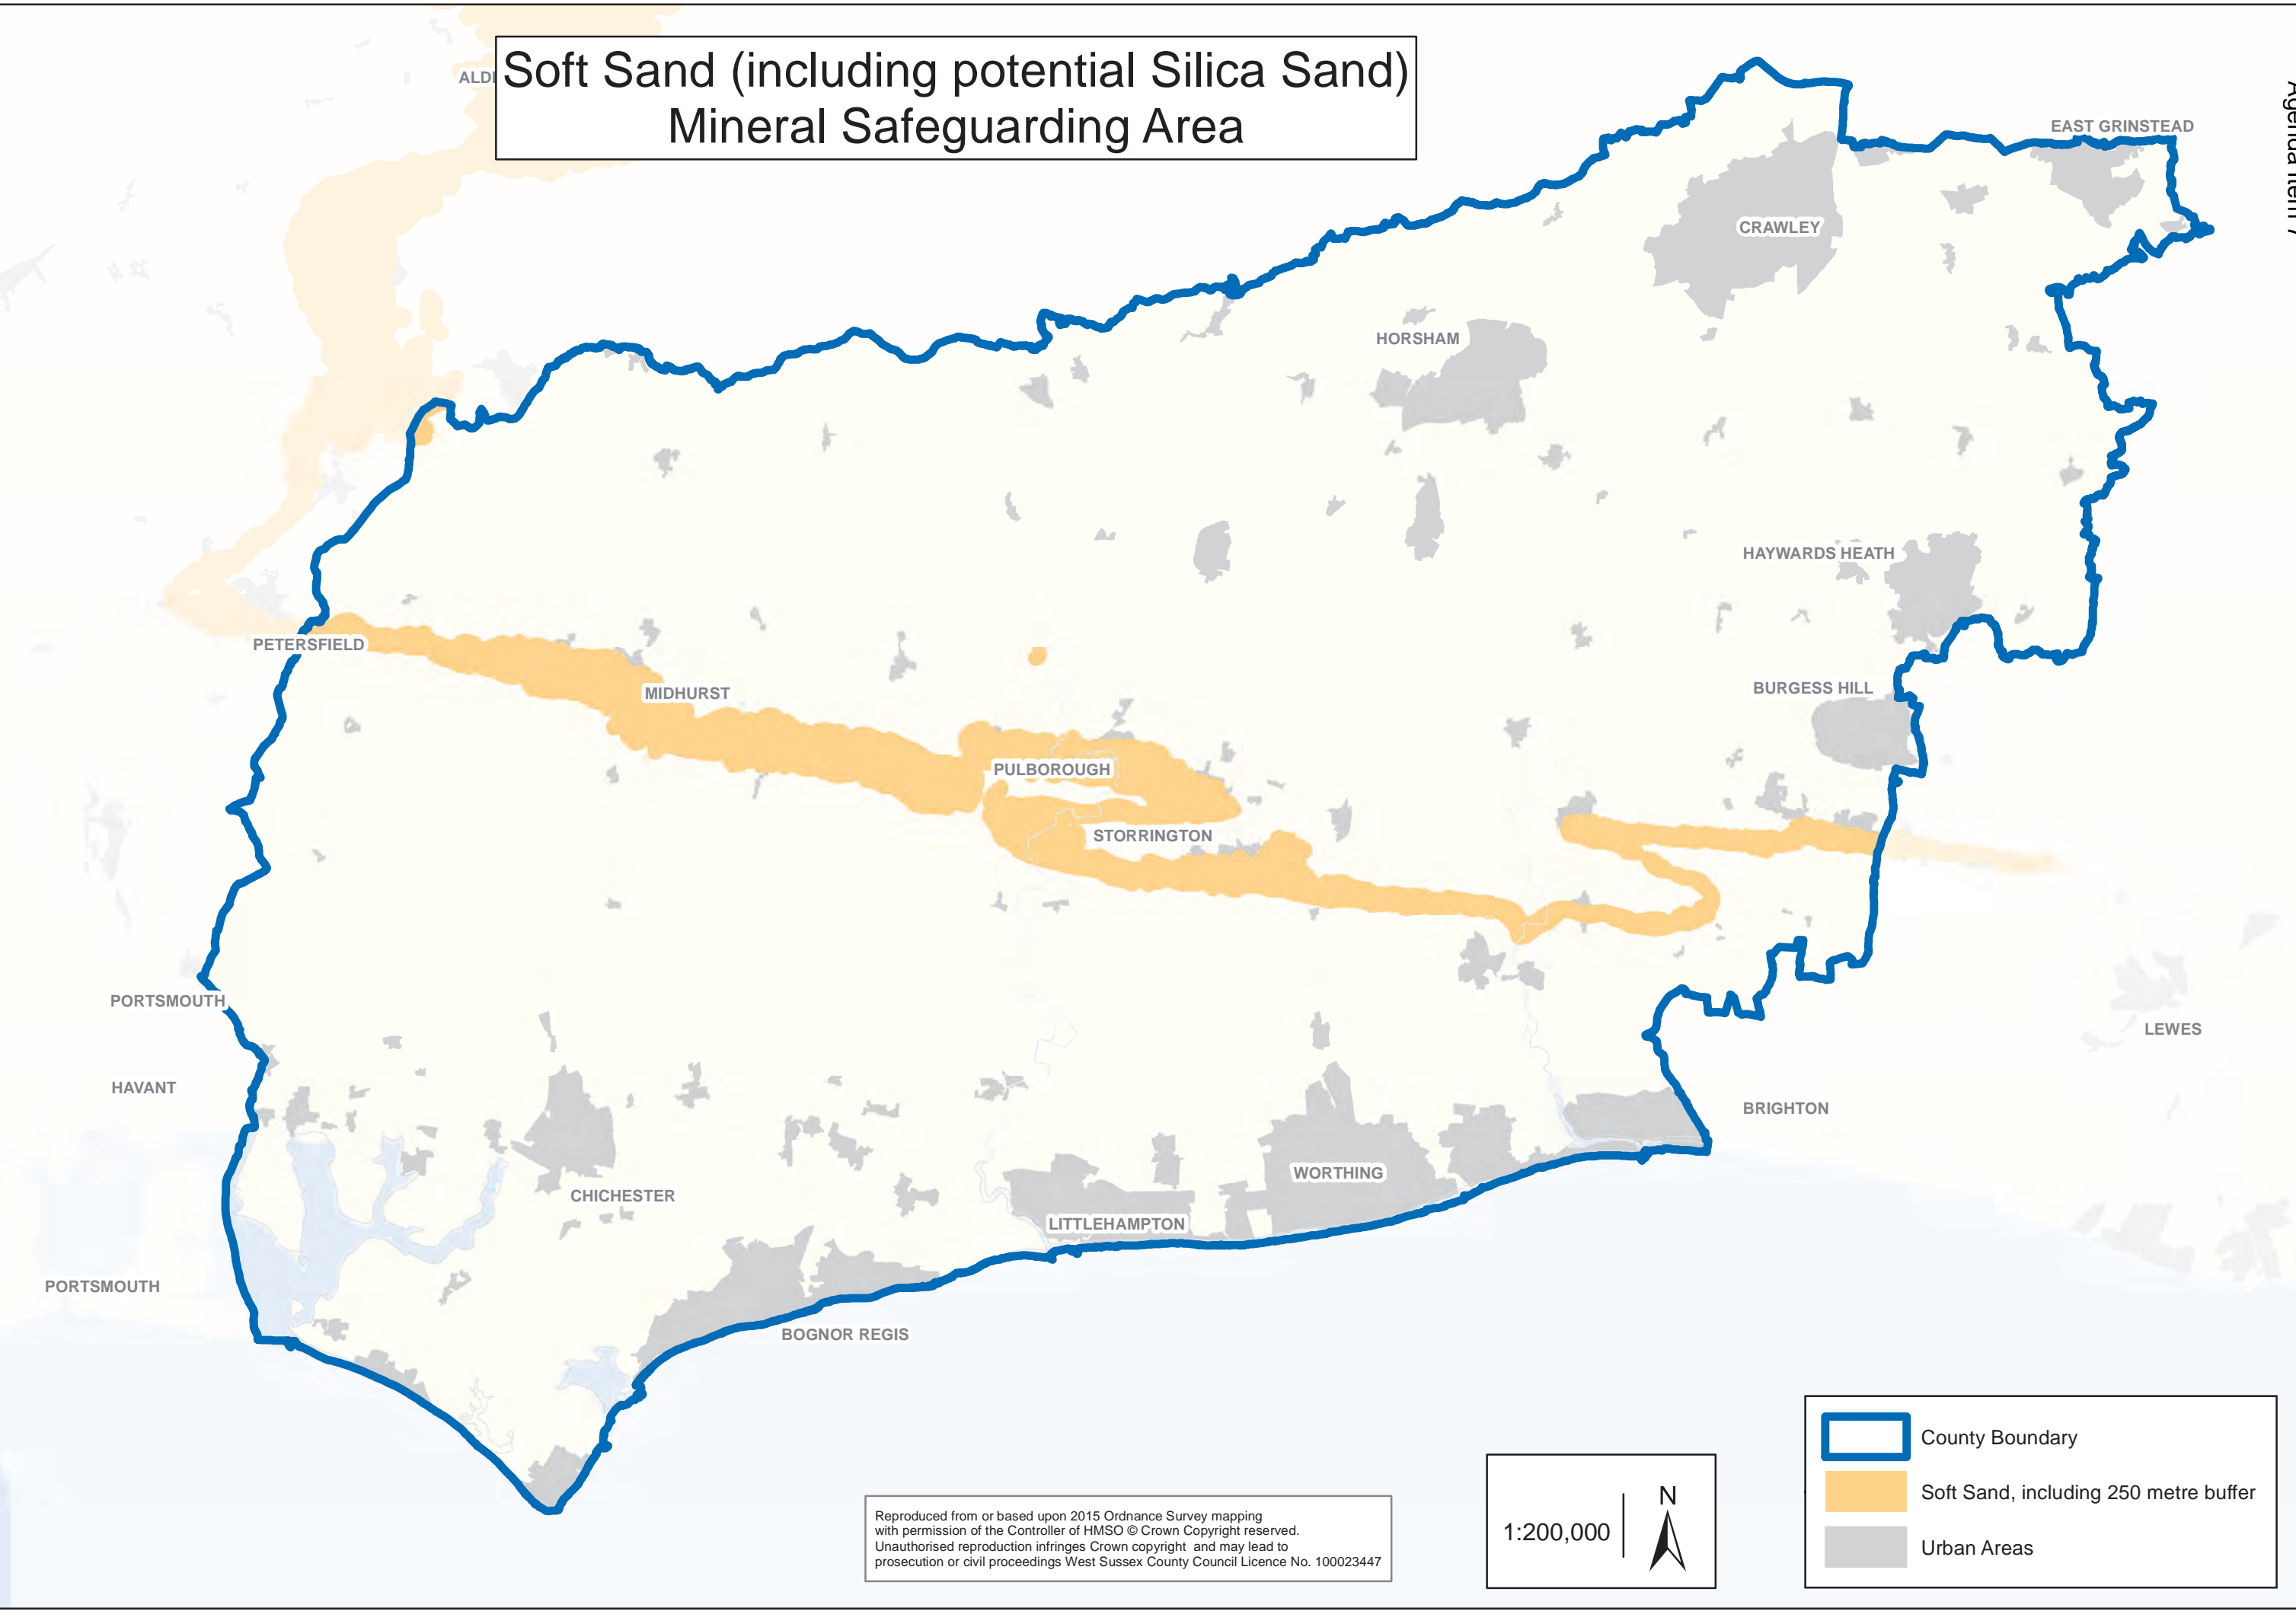 Soft Sand (including potential Silica Sand)
Mineral Safeguarding Area
Agenda Item 7
ALD
EAST GRINSTEAD
CRAWLEY
HORSHAM
HAYWARDS HEATH
PETERSFIELD
MIDHURST
BURGESS HILL
PULBOROUGH
STORRINGTON
PORTSMOUTH
LEWES
HAVANT
BRIGHTON
WORTHING
CHICHESTER
LITTLEHAMPTON
PORTSMOUTH
BOGNOR REGIS
County Boundary
Soft Sand, including 250 metre buffer
Urban Areas
N
1:200,000
Reproduced from or based upon 2015 Ordnance Survey mapping
with permission of the Controller of HMSO © Crown Copyright reserved.
Unauthorised reproduction infringes Crown copyright and may lead to
prosecution or civil proceedings West Sussex County Council Licence No. 100023447